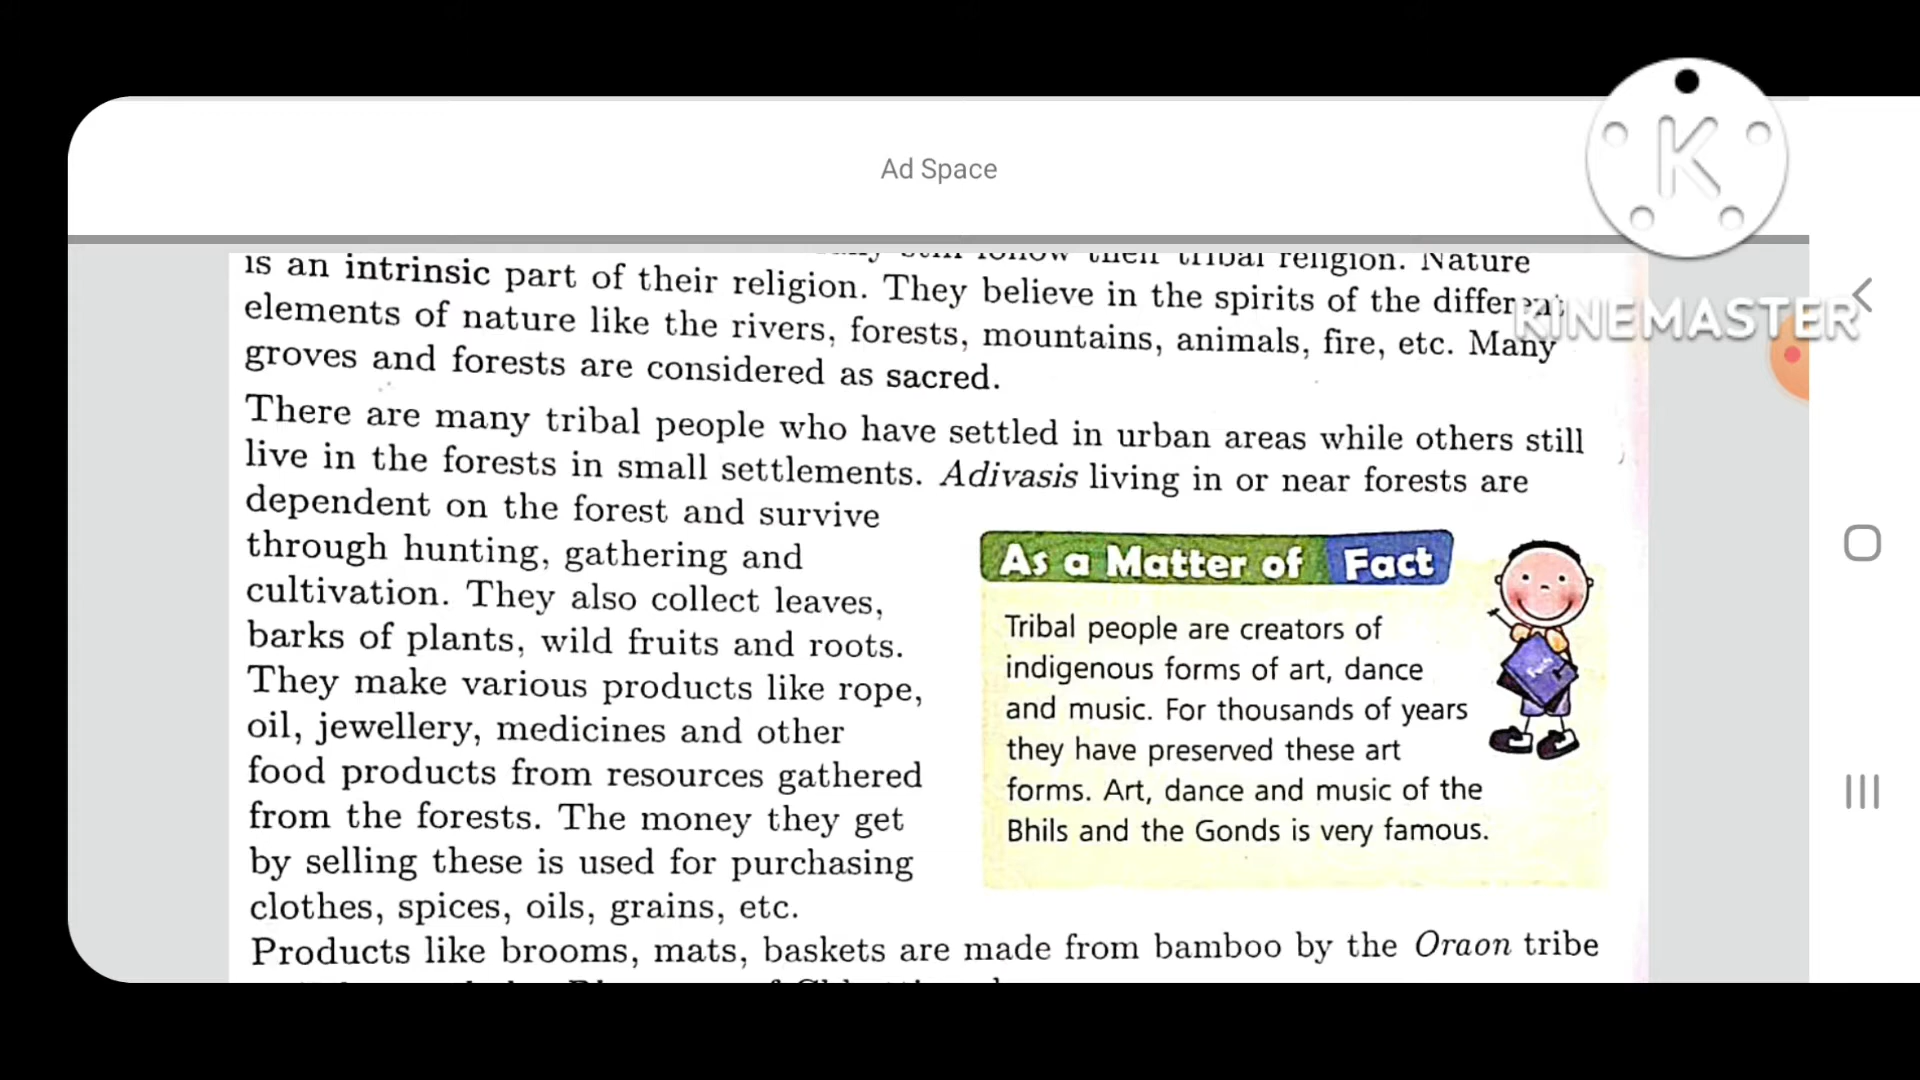 Ad Space
K
KINEMASTER
still follow their tribal religion. Nature
is an intrinsic part of their religion. They believe in the spirits of the different
elements of nature like the rivers, forests, mountains, animals, fire, etc. Many
groves and forests are considered as sacred.
There are many tribal people who have settled in urban areas while others still
live in the forests in small settlements. Adivasis living in or near forests are
dependent on the forest and survive
through hunting, gathering and
cultivation. They also collect leaves,
barks of plants, wild fruits and roots.
They make various products like rope,
oil, jewellery, medicines and other
food products from resources gathered
from the forests. The money they get
by selling these is used for purchasing
clothes, spices, oils, grains, etc.
As a Matter of Fact
Tribal people are creators of
indigenous forms of art, dance
and music. For thousands of years
they have preserved these art
forms. Art, dance and music of the
Bhils and the Gonds is very famous.
Products like brooms, mats, baskets are made from bamboo by the Oraon tribe